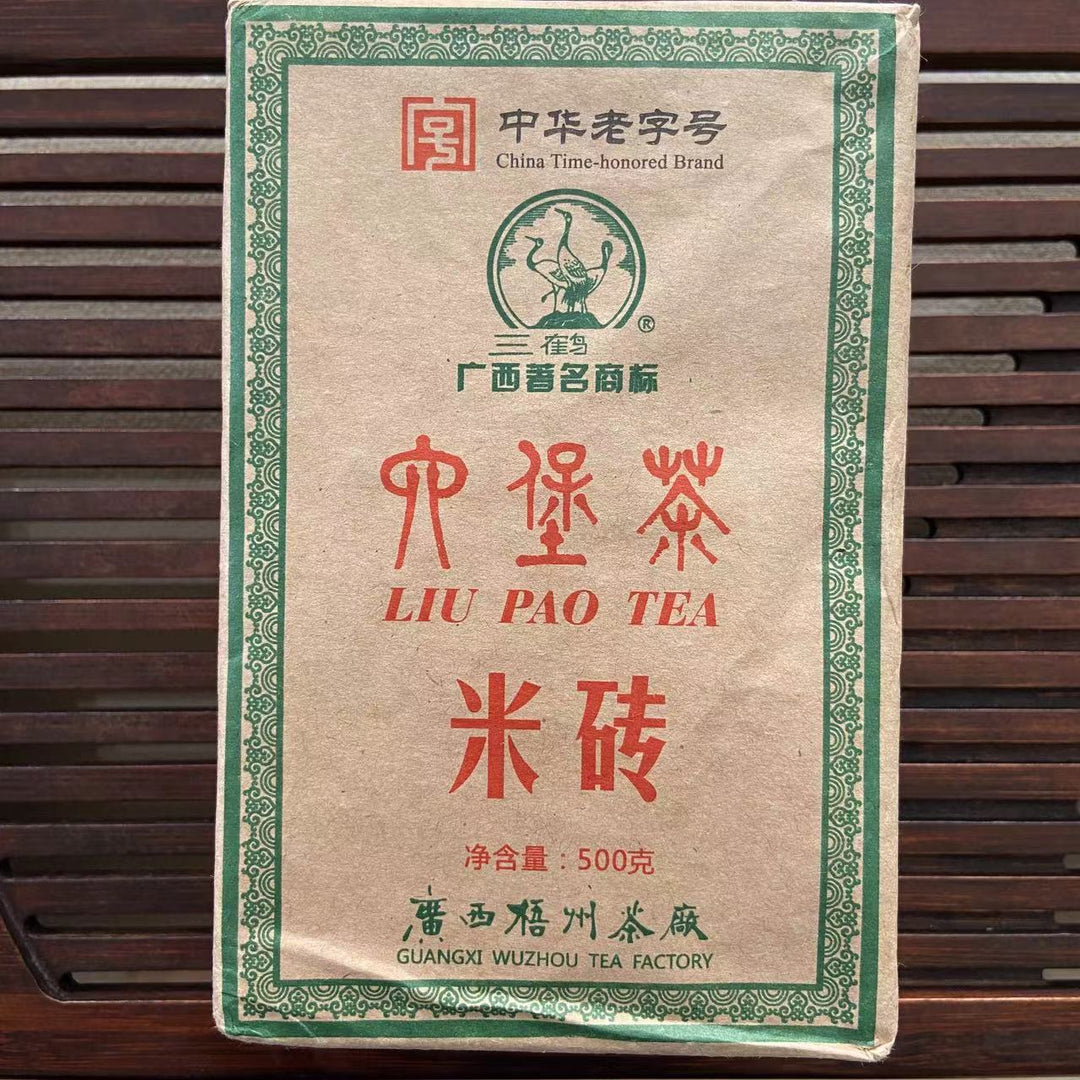 中华老字号
China Time-honored Brand
三鹤
®
广西著名商标
六堡茶
LIU PAO TEA
米砖
净含量：500克
廣西梧州茶厰
GUANGXI WUZHOU TEA FACTORY